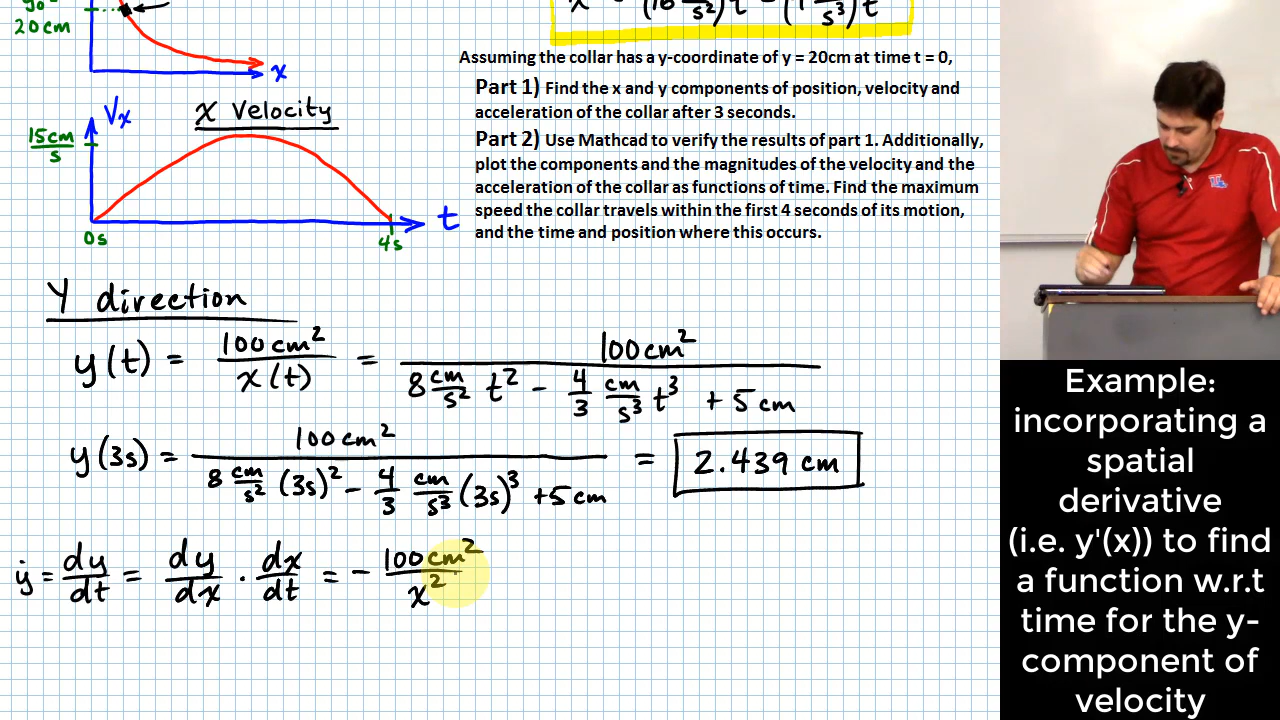 20cm
x
(16 cm/s²)t - (4 cm/s³)t²
Assuming the collar has a y-coordinate of y = 20cm at time t = 0,
Part 1) Find the x and y components of position, velocity and
acceleration of the collar after 3 seconds.
Part 2) Use Mathcad to verify the results of part 1. Additionally,
plot the components and the magnitudes of the velocity and the
acceleration of the collar as functions of time. Find the maximum
speed the collar travels within the first 4 seconds of its motion,
and the time and position where this occurs.
Vx
X Velocity
15cm/s
t
0s
4s
Y direction
y(t) = 100cm²/x(t) = 100cm²/(8 cm/s² t² - 4/3 cm/s³ t³ + 5cm)
y(3s) = 100cm²/(8 cm/s² (3s)² - 4/3 cm/s³ (3s)³ + 5cm) = 2.439 cm
ẏ = dy/dt = dy/dx · dx/dt = - 100cm²/x²
Example:
incorporating a
spatial
derivative
(i.e. y'(x)) to find
a function w.r.t
time for the y-
component of
velocity